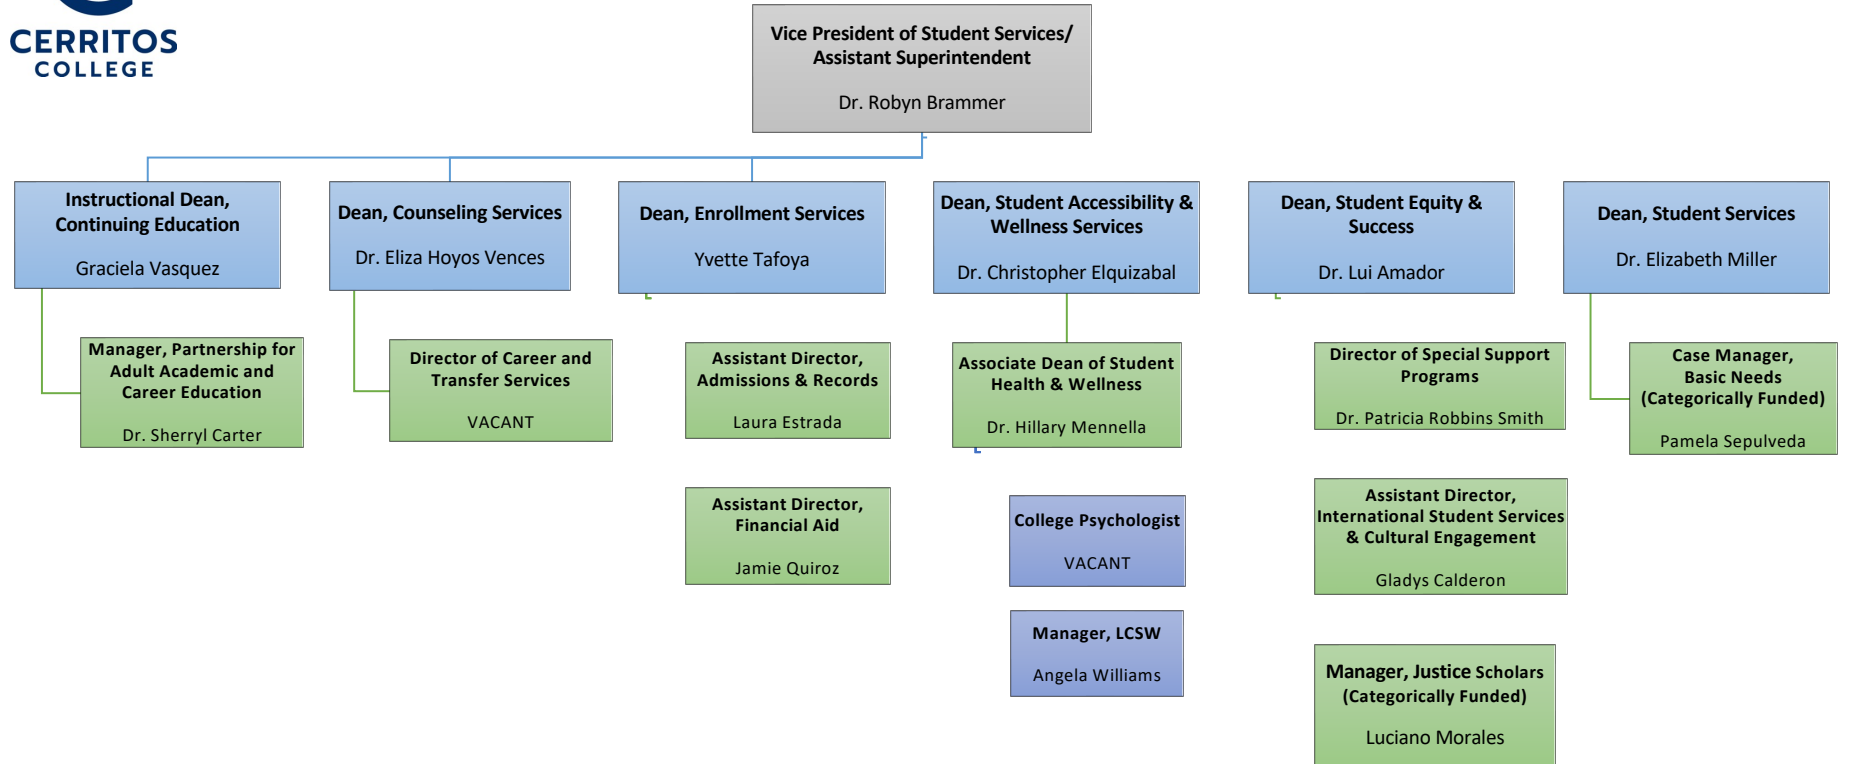 CERRITOS
COLLEGE
Vice President of Student Services/
Assistant Superintendent
Dr. Robyn Brammer
Instructional Dean,
Continuing Education
Graciela Vasquez
Dean, Counseling Services
Dr. Eliza Hoyos Vences
Dean, Enrollment Services
Yvette Tafoya
Dean, Student Accessibility &
Wellness Services
Dr. Christopher Elquizabal
Dean, Student Equity &
Success
Dr. Lui Amador
Dean, Student Services
Dr. Elizabeth Miller
Manager, Partnership for
Adult Academic and
Career Education
Dr. Sherryl Carter
Director of Career and
Transfer Services
VACANT
Assistant Director,
Admissions & Records
Laura Estrada
Associate Dean of Student
Health & Wellness
Dr. Hillary Mennella
Director of Special Support
Programs
Dr. Patricia Robbins Smith
Case Manager,
Basic Needs
(Categorically Funded)
Pamela Sepulveda
Assistant Director,
Financial Aid
Jamie Quiroz
College Psychologist
VACANT
Assistant Director,
International Student Services
& Cultural Engagement
Gladys Calderon
Manager, LCSW
Angela Williams
Manager, Justice Scholars
(Categorically Funded)
Luciano Morales